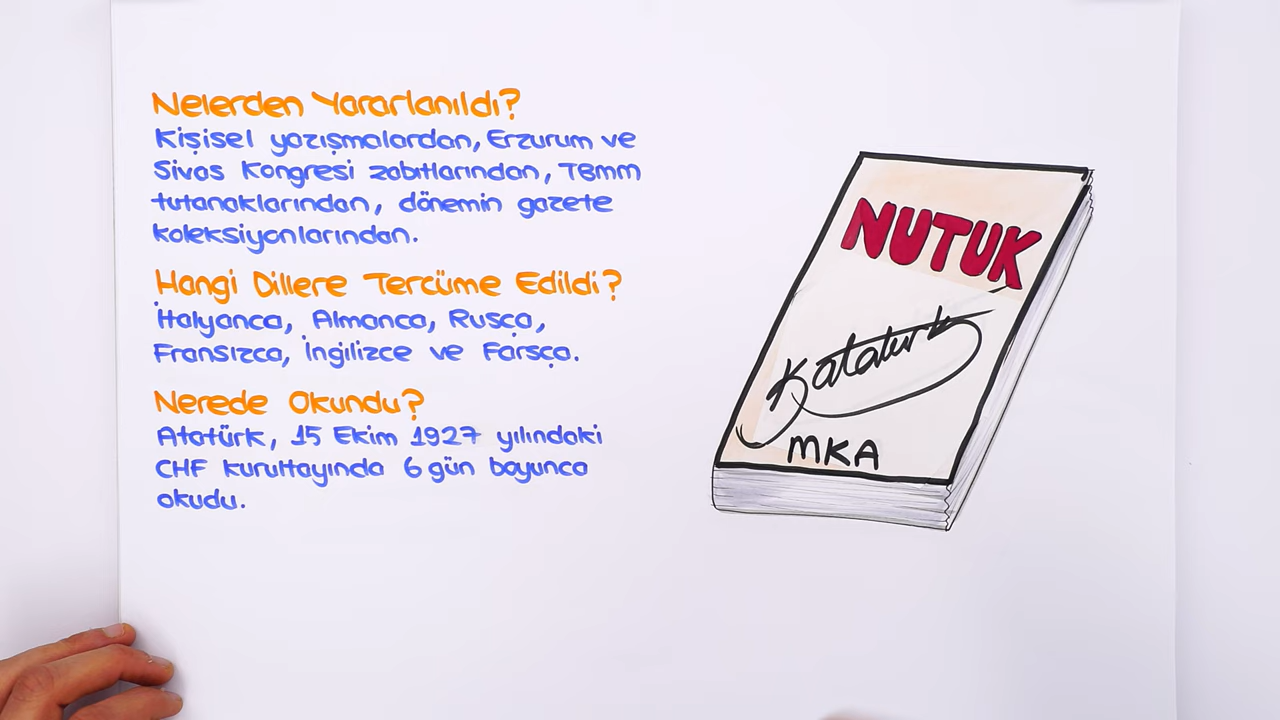 Nelerden Yararlanıldı?
Kişisel yazışmalardan, Erzurum ve
Sivas Kongresi zabıtlarından, TBMM
tutanaklarından, dönemin gazete
koleksiyonlarından.
Hangi Dillere Tercüme Edildi?
İtalyanca, Almanca, Rusça,
Fransızca, İngilizce ve Farsça.
Nerede Okundu?
Atatürk, 15 Ekim 1927 yılındaki
CHF kurultayında 6 gün boyunca
okudu.
NUTUK
K.atatürk
MKA